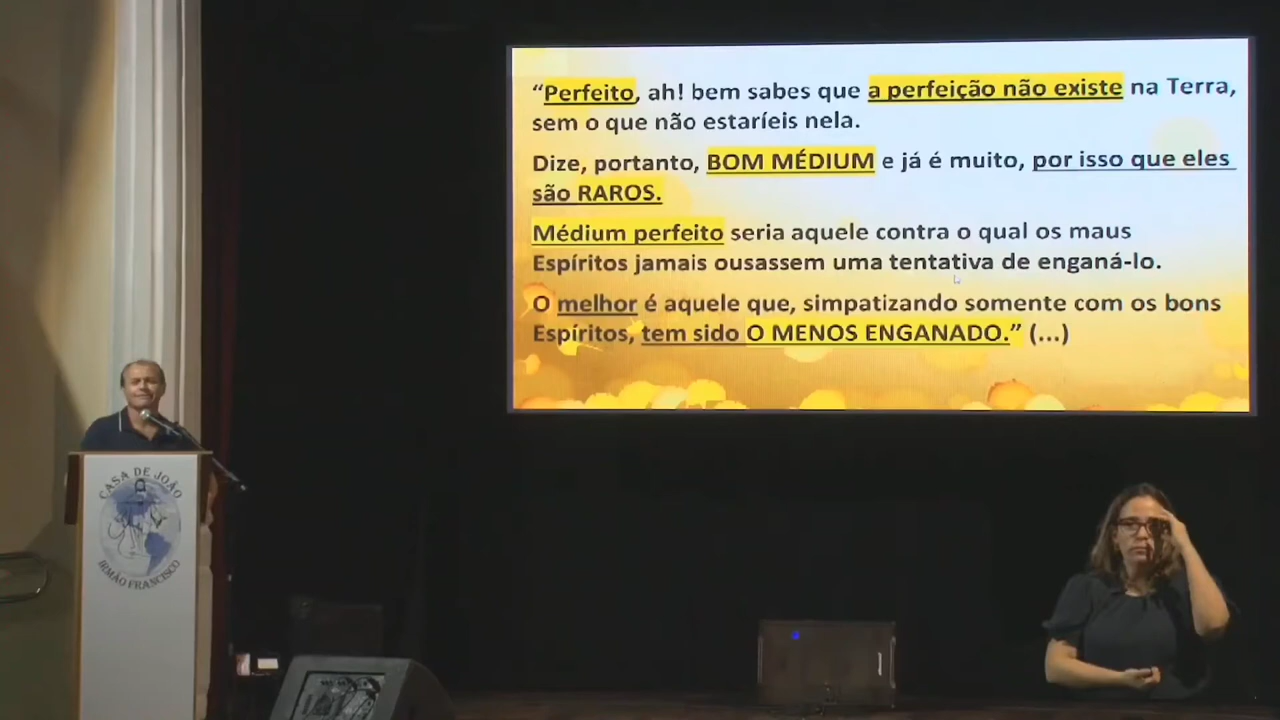 “Perfeito, ah! bem sabes que a perfeição não existe na Terra,
sem o que não estaríeis nela.
Dize, portanto, BOM MÉDIUM e já é muito, por isso que eles
são RAROS.
Médium perfeito seria aquele contra o qual os maus
Espíritos jamais ousassem uma tentativa de enganá-lo.
O melhor é aquele que, simpatizando somente com os bons
Espíritos, tem sido O MENOS ENGANADO.” (...)
CASA DE JOÃO
IRMÃO FRANCISCO